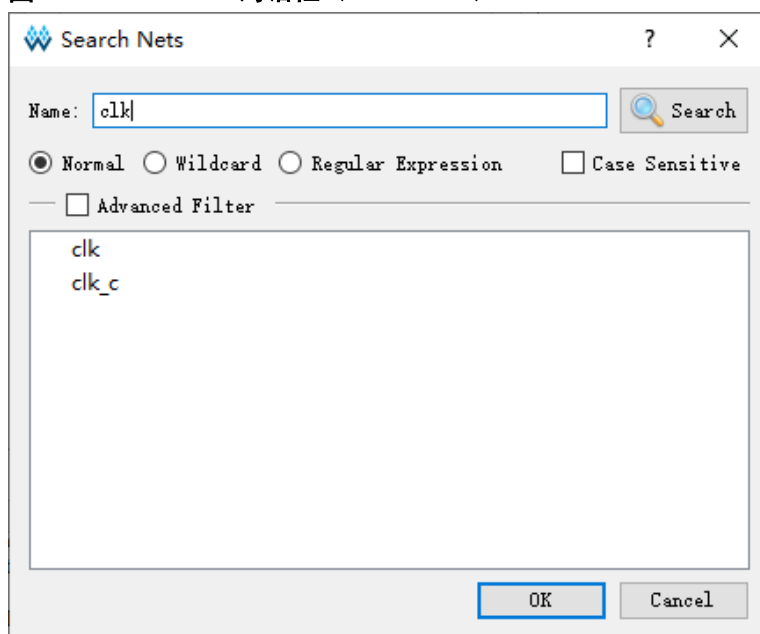 Search Nets
?
Name: clk
Search
Normal Wildcard Regular Expression Case Sensitive
Advanced Filter
clk
clk_c
OK Cancel